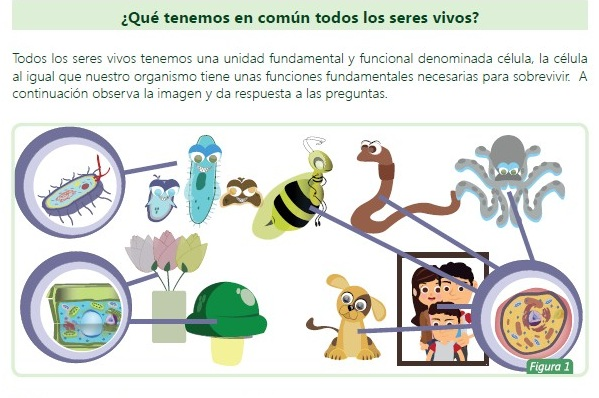 ¿Qué tenemos en común todos los seres vivos?
Todos los seres vivos tenemos una unidad fundamental y funcional denominada célula, la célula
al igual que nuestro organismo tiene unas funciones fundamentales necesarias para sobrevivir. A
continuación observa la imagen y da respuesta a las preguntas.
Figura 1